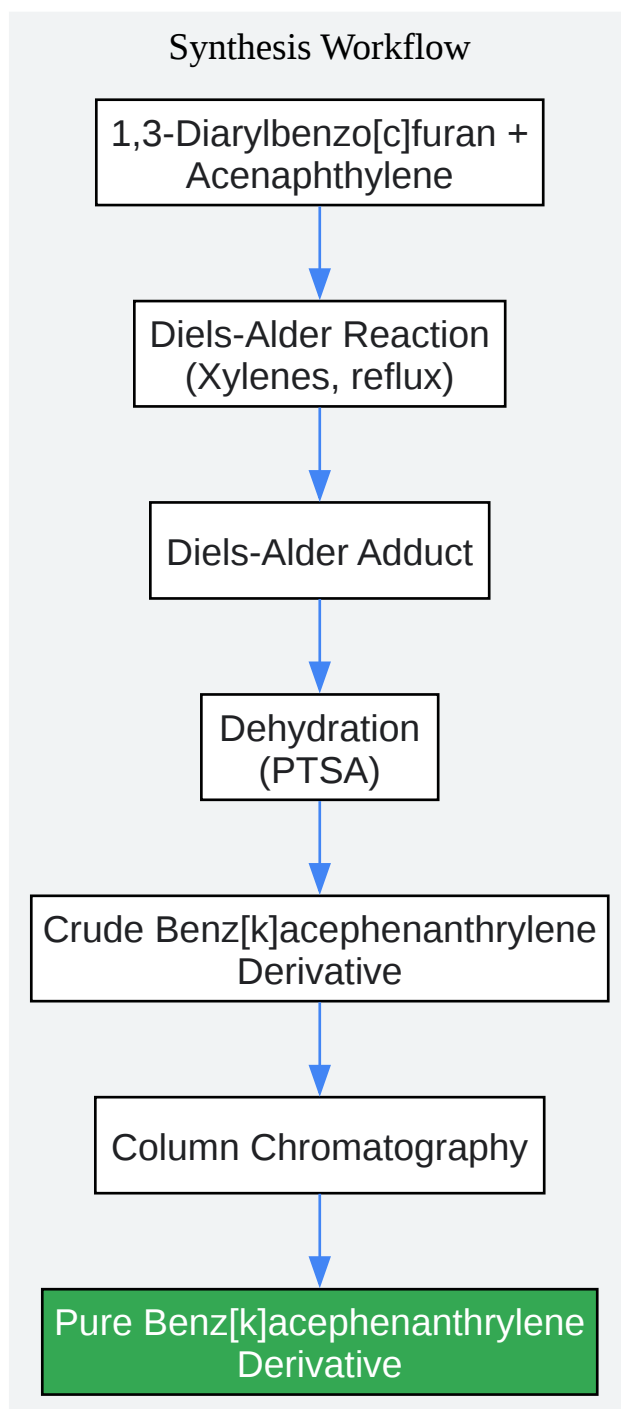 Synthesis Workflow
1,3-Diarylbenzo[c]furan +
Acenaphthylene
Diels-Alder Reaction
(Xylenes, reflux)
Diels-Alder Adduct
Dehydration
(PTSA)
Crude Benz[k]acephenanthrylene
Derivative
Column Chromatography
Pure Benz[k]acephenanthrylene
Derivative